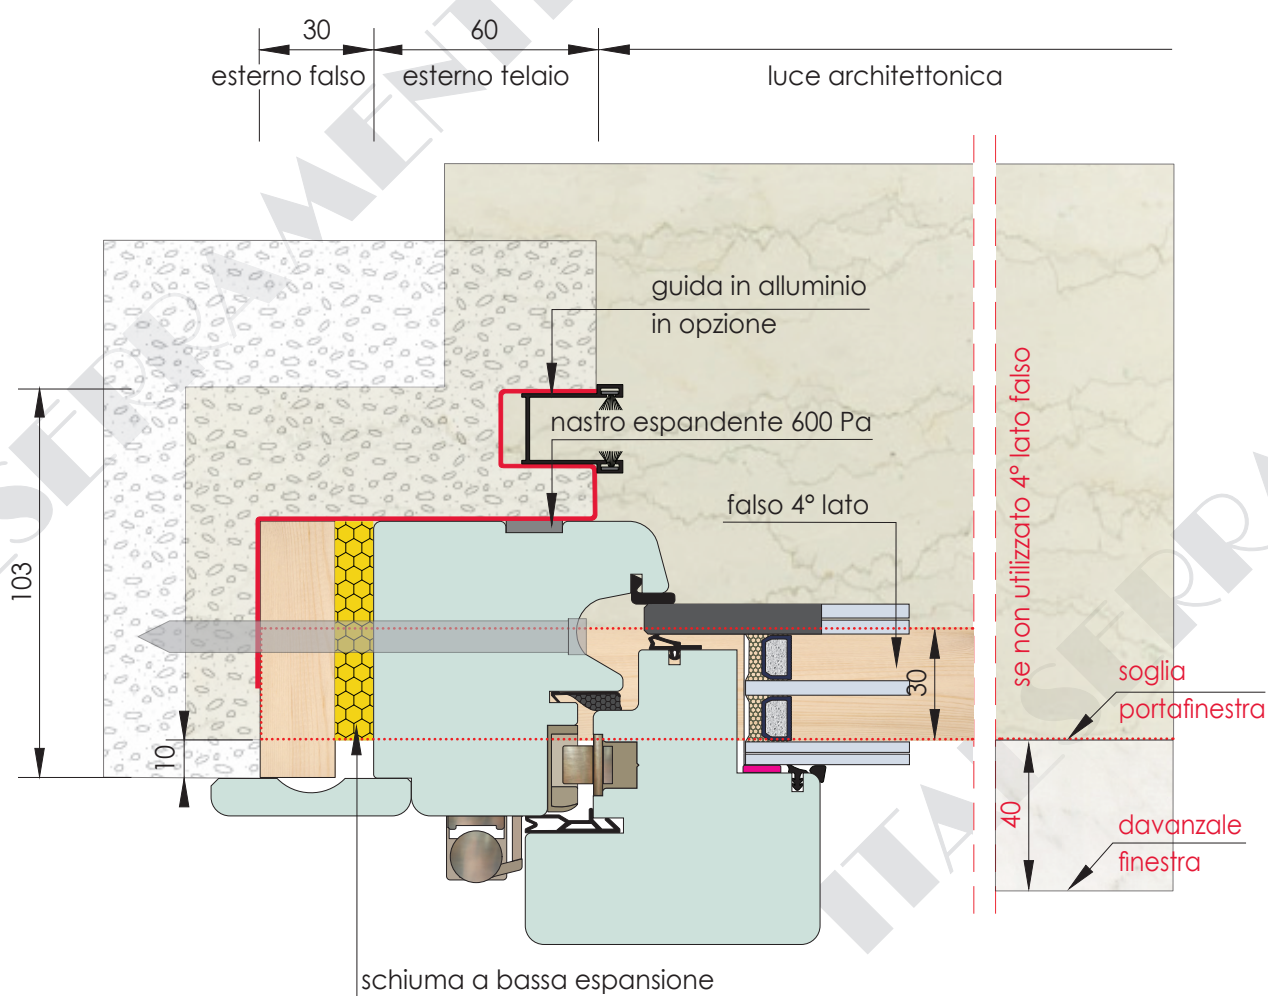 30
60
esterno falso
esterno telaio
luce architettonica
guida in alluminio
in opzione
nastro espandente 600 Pa
falso 4° lato
se non utilizzato 4° lato falso
103
10
30
soglia
portafinestra
40
davanzale
finestra
schiuma a bassa espansione
ITALSERRAMENTI